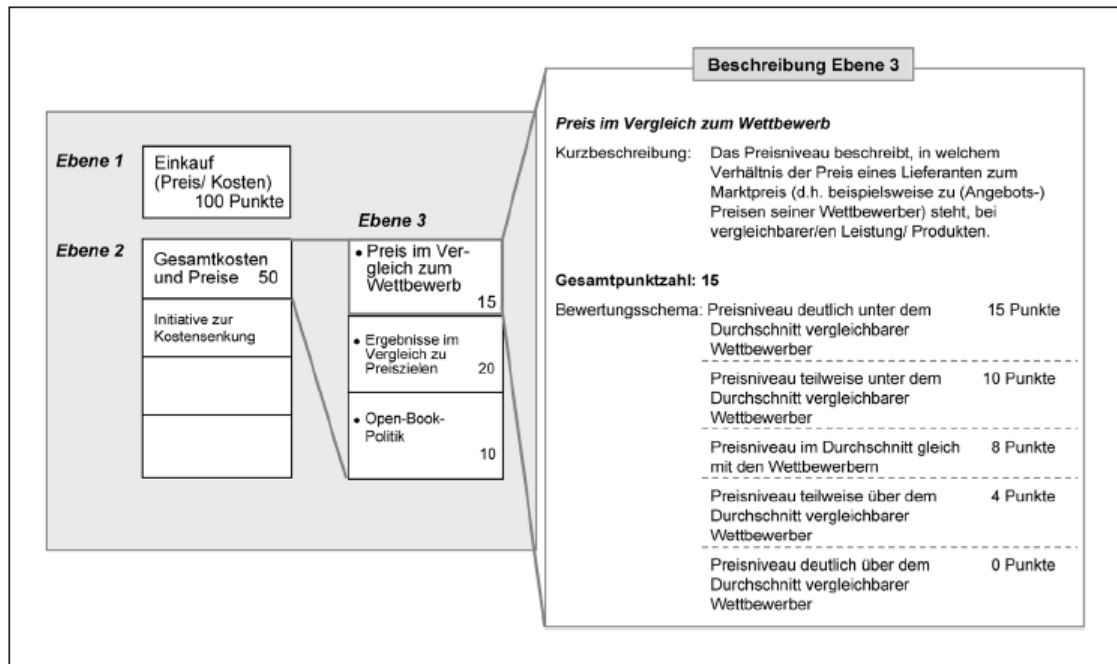 Beschreibung Ebene 3
Ebene 1
Einkauf
(Preis/ Kosten)
100 Punkte
Ebene 2
Gesamtkosten
und Preise 50
Initiative zur
Kostensenkung
Ebene 3
• Preis im Ver-
gleich zum
Wettbewerb
15
• Ergebnisse im
Vergleich zu
Preiszielen 20
• Open-Book-
Politik
10
Preis im Vergleich zum Wettbewerb
Kurzbeschreibung: Das Preisniveau beschreibt, in welchem
Verhältnis der Preis eines Lieferanten zum
Marktpreis (d.h. beispielsweise zu (Angebots-)
Preisen seiner Wettbewerber) steht, bei
vergleichbarer/en Leistung/ Produkten.
Gesamtpunktzahl: 15
Bewertungsschema: Preisniveau deutlich unter dem 15 Punkte
Durchschnitt vergleichbarer
Wettbewerber
Preisniveau teilweise unter dem 10 Punkte
Durchschnitt vergleichbarer
Wettbewerber
Preisniveau im Durchschnitt gleich 8 Punkte
mit den Wettbewerbern
Preisniveau teilweise über dem 4 Punkte
Durchschnitt vergleichbarer
Wettbewerber
Preisniveau deutlich über dem 0 Punkte
Durchschnitt vergleichbarer
Wettbewerber